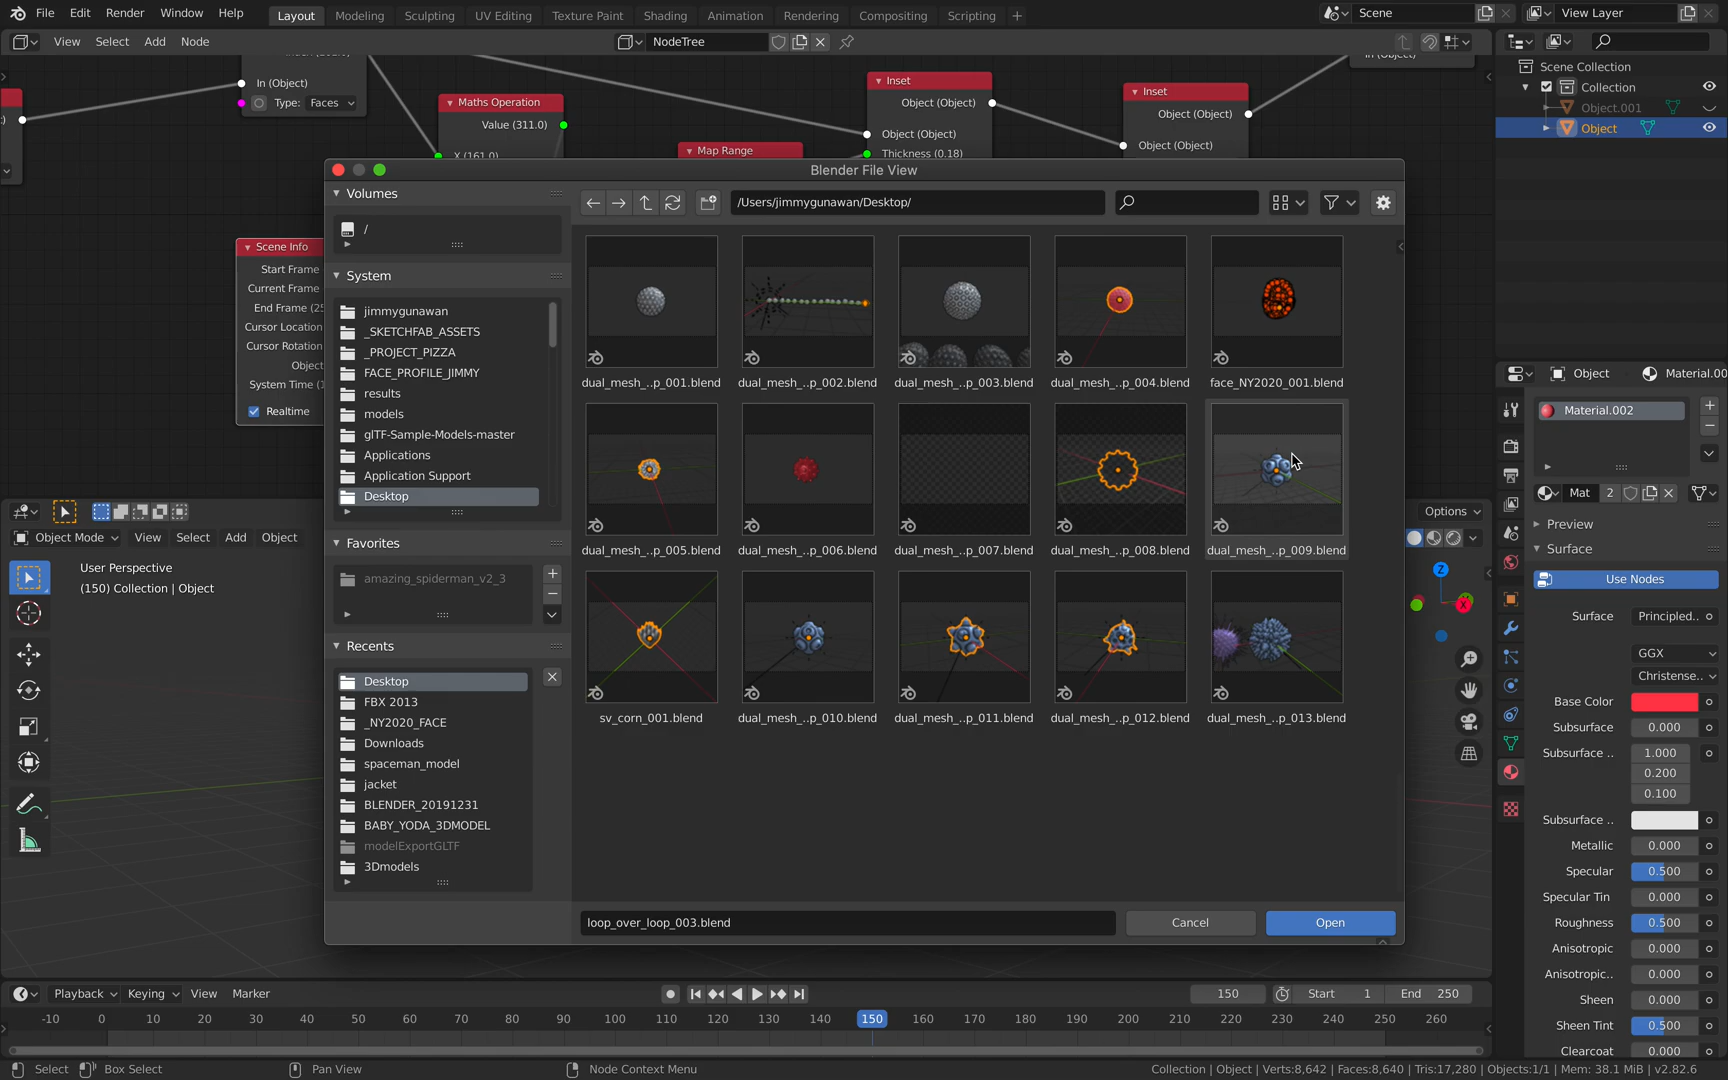 File Edit Render Window Help Layout Modeling Sculpting UV Editing Texture Paint Shading Animation Rendering Compositing Scripting + Scene View Layer
View Select Add Node NodeTree
In (Object)
Type: Faces
Maths Operation
Value (311.0)
X (161.0)
Map Range
Inset
Object (Object)
Object (Object)
Thickness (0.18)
Inset
Object (Object)
Object (Object)
Scene Info
Start Frame
Current Frame
End Frame (25
Cursor Location
Cursor Rotation
Object
System Time (1
Realtime
Scene Collection
Collection
Object.001
Object
Blender File View
Volumes
/
System
jimmygunawan
_SKETCHFAB_ASSETS
_PROJECT_PIZZA
FACE_PROFILE_JIMMY
results
models
glTF-Sample-Models-master
Applications
Application Support
Desktop
Favorites
amazing_spiderman_v2_3
Recents
Desktop
FBX 2013
_NY2020_FACE
Downloads
spaceman_model
jacket
BLENDER_20191231
BABY_YODA_3DMODEL
modelExportGLTF
3Dmodels
/Users/jimmygunawan/Desktop/
dual_mesh_..p_001.blend dual_mesh_..p_002.blend dual_mesh_..p_003.blend dual_mesh_..p_004.blend face_NY2020_001.blend
dual_mesh_..p_005.blend dual_mesh_..p_006.blend dual_mesh_..p_007.blend dual_mesh_..p_008.blend dual_mesh_..p_009.blend
sv_corn_001.blend dual_mesh_..p_010.blend dual_mesh_..p_011.blend dual_mesh_..p_012.blend dual_mesh_..p_013.blend
loop_over_loop_003.blend Cancel Open
Object Mode View Select Add Object
Options
User Perspective
(150) Collection | Object
Z
X
Object Material.00
Material.002
Mat 2
Preview
Surface
Use Nodes
Surface Principled..
GGX
Christense..
Base Color
Subsurface 0.000
Subsurface .. 1.000
0.200
0.100
Subsurface ..
Metallic 0.000
Specular 0.500
Specular Tin 0.000
Roughness 0.500
Anisotropic 0.000
Anisotropic.. 0.000
Sheen 0.000
Sheen Tint 0.500
Clearcoat 0.000
Playback Keying View Marker 150 Start 1 End 250
-10 0 10 20 30 40 50 60 70 80 90 100 110 120 130 140 150 160 170 180 190 200 210 220 230 240 250 260
Select Box Select Pan View Node Context Menu Collection | Object | Verts:8,642 | Faces:8,640 | Tris:17,280 | Objects:1/1 | Mem: 38.1 MiB | v2.82.6